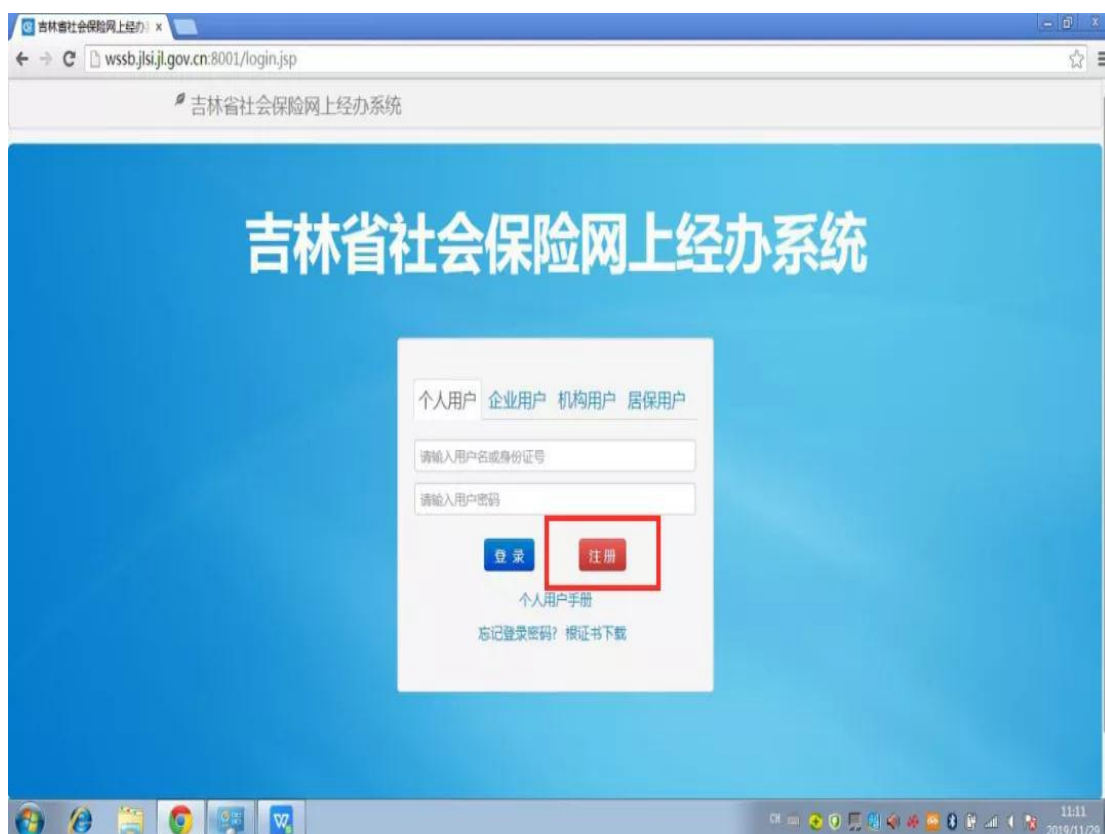 吉林省社会保险网上经办
wssb.jlsi.jl.gov.cn:8001/login.jsp
吉林省社会保险网上经办系统
吉林省社会保险网上经办系统
个人用户 企业用户 机构用户 居保用户
请输入用户名或身份证号
请输入用户密码
登 录 注 册
个人用户手册
忘记登录密码? 根证书下载
CH
11:11
2019/11/29